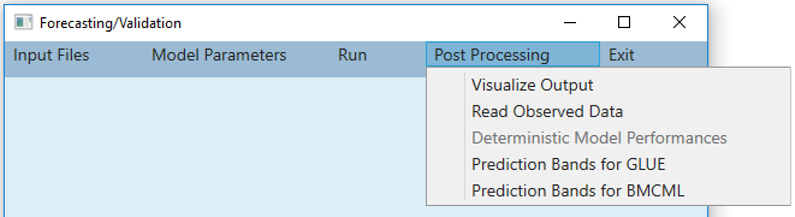 Forecasting/Validation
Input Files Model Parameters Run Post Processing Exit
Visualize Output
Read Observed Data
Deterministic Model Performances
Prediction Bands for GLUE
Prediction Bands for BMCML